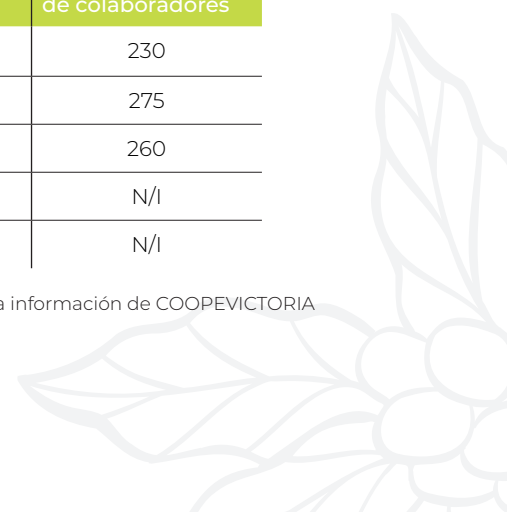 de colaboradores
230
275
260
N/I
N/I
a información de COOPEVICTORIA